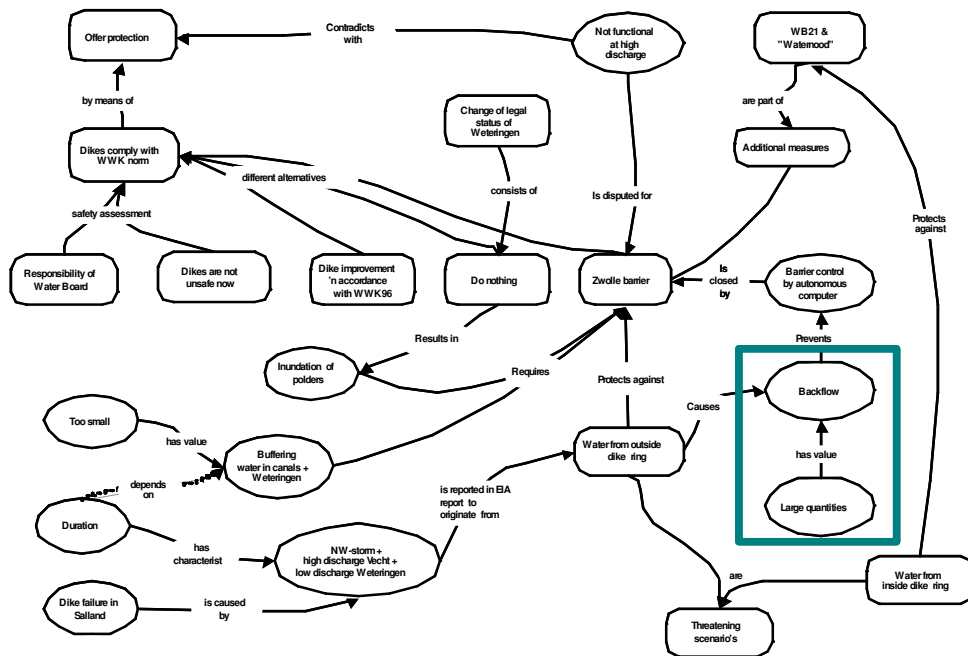 Offer protection
Contradicts
with
Not functional
at high
discharge
WB21 &
"Waternood"
by means of
Change of legal
status of
Weteringen
are part of
Dikes comply with
WWK norm
different alternatives
Additional measures
consists of
Is disputed for
safety assessment
Protects
against
Responsibility of
Water Board
Dikes are not
unsafe now
Dike improvement
'n accordance
with WWK96
Do nothing
Zwolle barrier
Is
closed
by
Barrier control
by autonomous
computer
Results in
Prevents
Inundation of
polders
Requires
Protects against
Backflow
Causes
Too small
has value
Buffering
water in canals +
Weteringen
Water from outside
dike ring
has value
depends
on
is reported in EIA
report to
originate from
Large quantities
Duration
has
characterist
NW-storm +
high discharge Vecht +
low discharge Weteringen
are
Water from
inside dike ring
Dike failure in
Salland
is caused
by
Threatening
scenario's